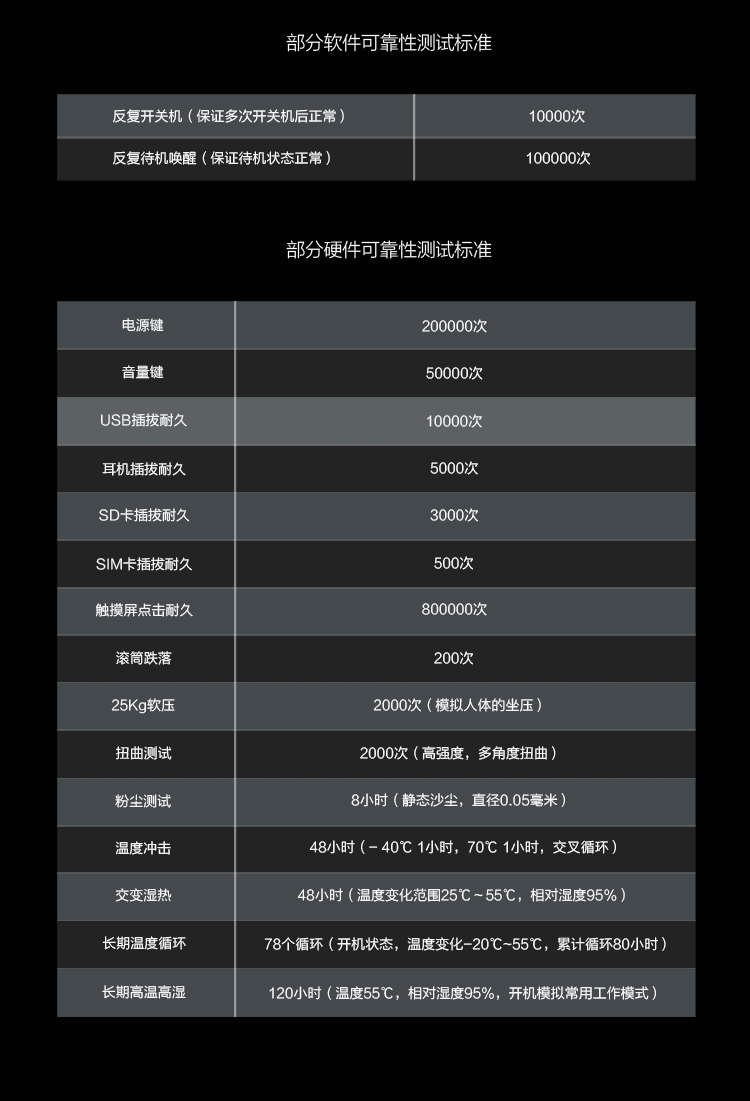 部分软件可靠性测试标准
反复开关机（保证多次开关机后正常） 10000次
反复待机唤醒（保证待机状态正常） 100000次
部分硬件可靠性测试标准
电源键 200000次
音量键 50000次
USB插拔耐久 10000次
耳机插拔耐久 5000次
SD卡插拔耐久 3000次
SIM卡插拔耐久 500次
触摸屏点击耐久 800000次
滚筒跌落 200次
25Kg软压 2000次（模拟人体的坐压）
扭曲测试 2000次（高强度，多角度扭曲）
粉尘测试 8小时（静态沙尘，直径0.05毫米）
温度冲击 48小时（－40℃ 1小时，70℃ 1小时，交叉循环）
交变湿热 48小时（温度变化范围25℃～55℃，相对湿度95%）
长期温度循环 78个循环（开机状态，温度变化−20℃~55℃，累计循环80小时）
长期高温高湿 120小时（温度55℃，相对湿度95%，开机模拟常用工作模式）